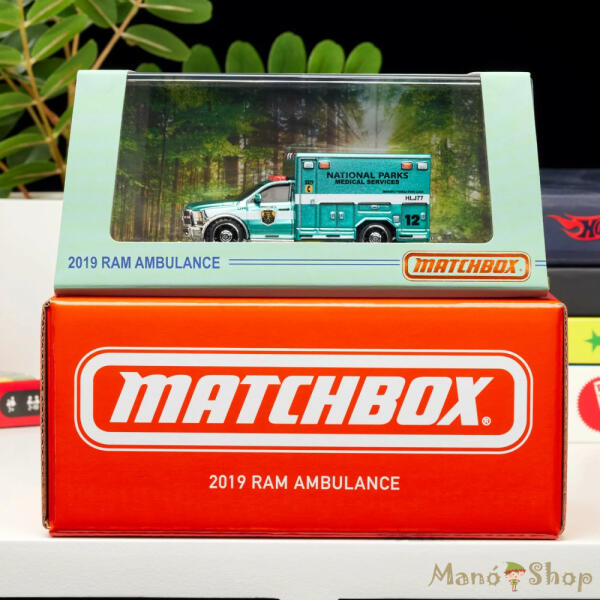 NATIONAL PARKS
MEDICAL SERVICES
HLJ77
12
2019 RAM AMBULANCE
MATCHBOX
MATCHBOX®
2019 RAM AMBULANCE
Manó Shop